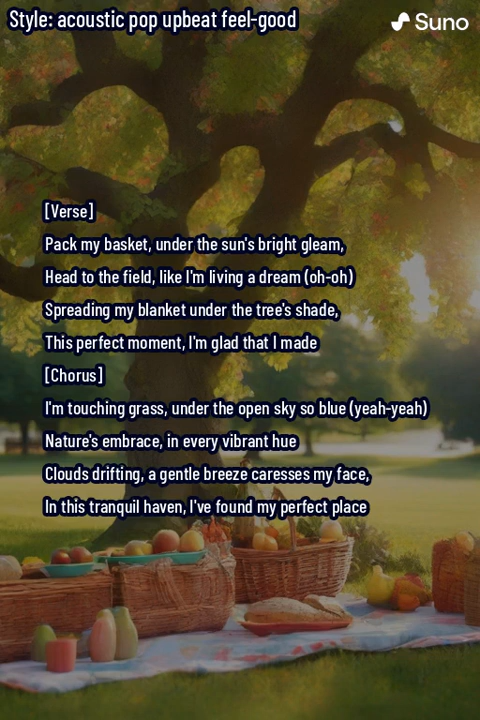 Style: acoustic pop upbeat feel-good
Suno
[Verse]
Pack my basket, under the sun's bright gleam,
Head to the field, like I'm living a dream (oh-oh)
Spreading my blanket under the tree's shade,
This perfect moment, I'm glad that I made
[Chorus]
I'm touching grass, under the open sky so blue (yeah-yeah)
Nature's embrace, in every vibrant hue
Clouds drifting, a gentle breeze caresses my face,
In this tranquil haven, I've found my perfect place